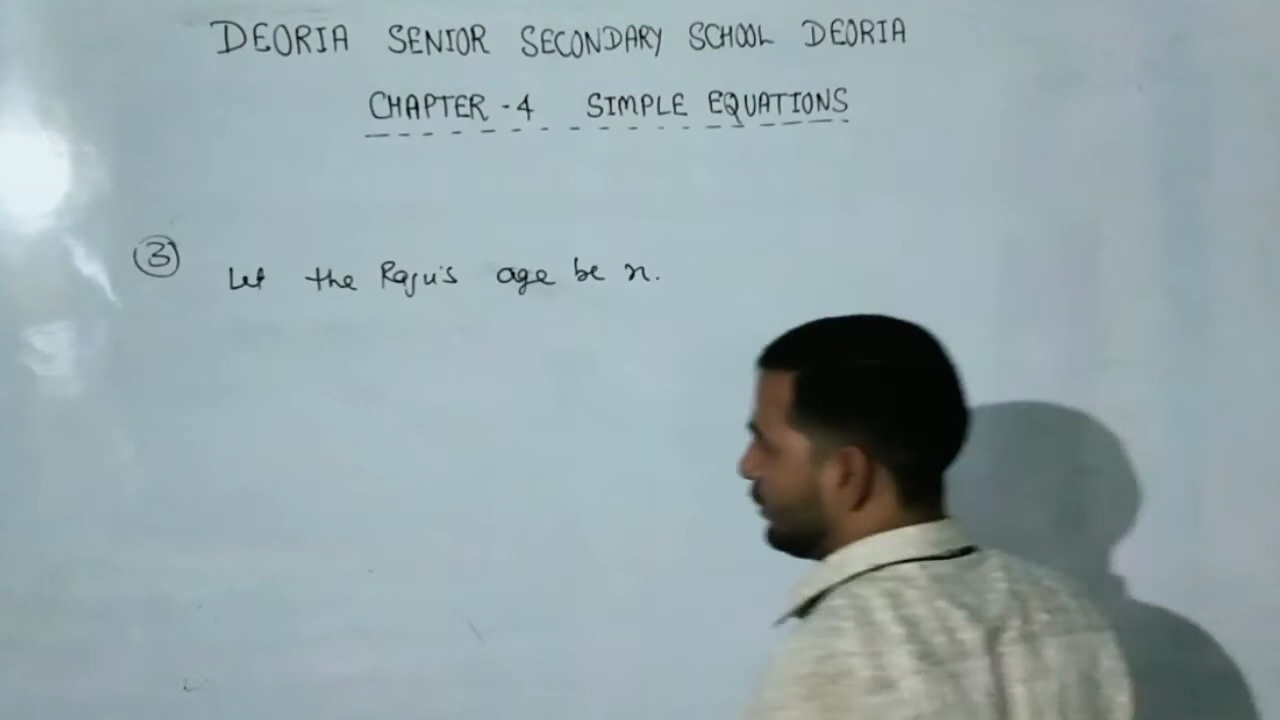 DEORIA SENIOR SECONDARY SCHOOL DEORIA
CHAPTER - 4 SIMPLE EQUATIONS
③ Let the Raju's age be x.